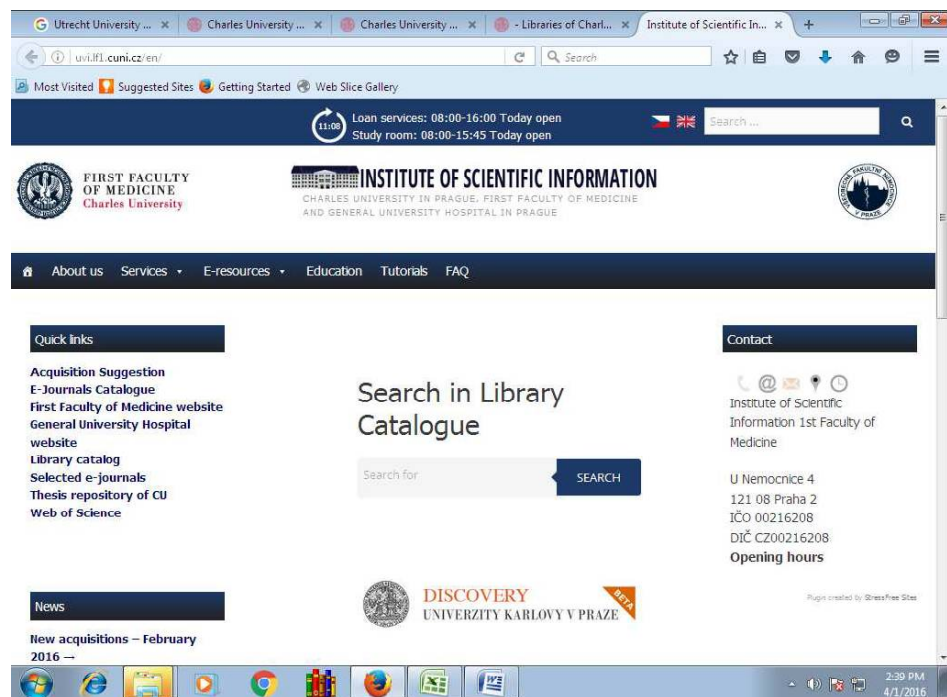 Utrecht University ...
Charles University ...
Charles University ...
- Libraries of Charl...
Institute of Scientific In...
uvi.lf1.cuni.cz/en/
Search
Most Visited Suggested Sites Getting Started Web Slice Gallery
11:08
Loan services: 08:00-16:00 Today open
Study room: 08:00-15:45 Today open
Search ...
FIRST FACULTY
OF MEDICINE
Charles University
INSTITUTE OF SCIENTIFIC INFORMATION
CHARLES UNIVERSITY IN PRAGUE, FIRST FACULTY OF MEDICINE
AND GENERAL UNIVERSITY HOSPITAL IN PRAGUE
About us Services E-resources Education Tutorials FAQ
Quick links
Acquisition Suggestion
E-Journals Catalogue
First Faculty of Medicine website
General University Hospital
website
Library catalog
Selected e-journals
Thesis repository of CU
Web of Science
News
New acquisitions – February
2016 →
Search in Library
Catalogue
Search for
SEARCH
DISCOVERY
UNIVERZITY KARLOVY V PRAZE
BETA
Contact
Institute of Scientific
Information 1st Faculty of
Medicine
U Nemocnice 4
121 08 Praha 2
IČO 00216208
DIČ CZ00216208
Opening hours
Plugin created by StressFree Sites
2:39 PM
4/1/2016